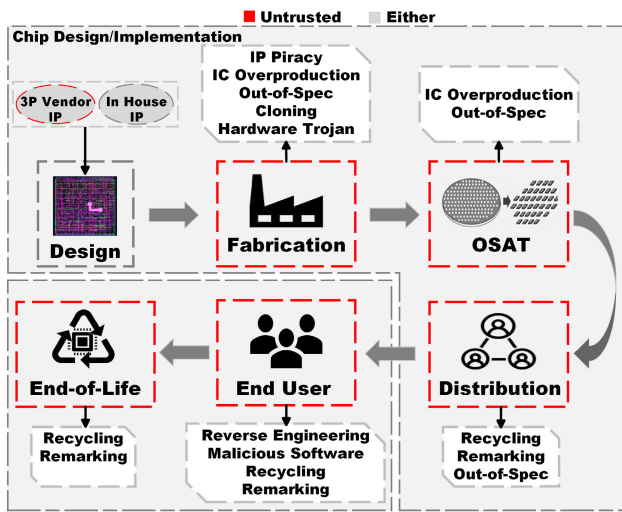 Untrusted
Either
Chip Design/Implementation
3P Vendor
IP
In House
IP
IP Piracy
IC Overproduction
Out-of-Spec
Cloning
Hardware Trojan
IC Overproduction
Out-of-Spec
Design
Fabrication
OSAT
End-of-Life
End User
Distribution
Recycling
Remarking
Reverse Engineering
Malicious Software
Recycling
Remarking
Recycling
Remarking
Out-of-Spec